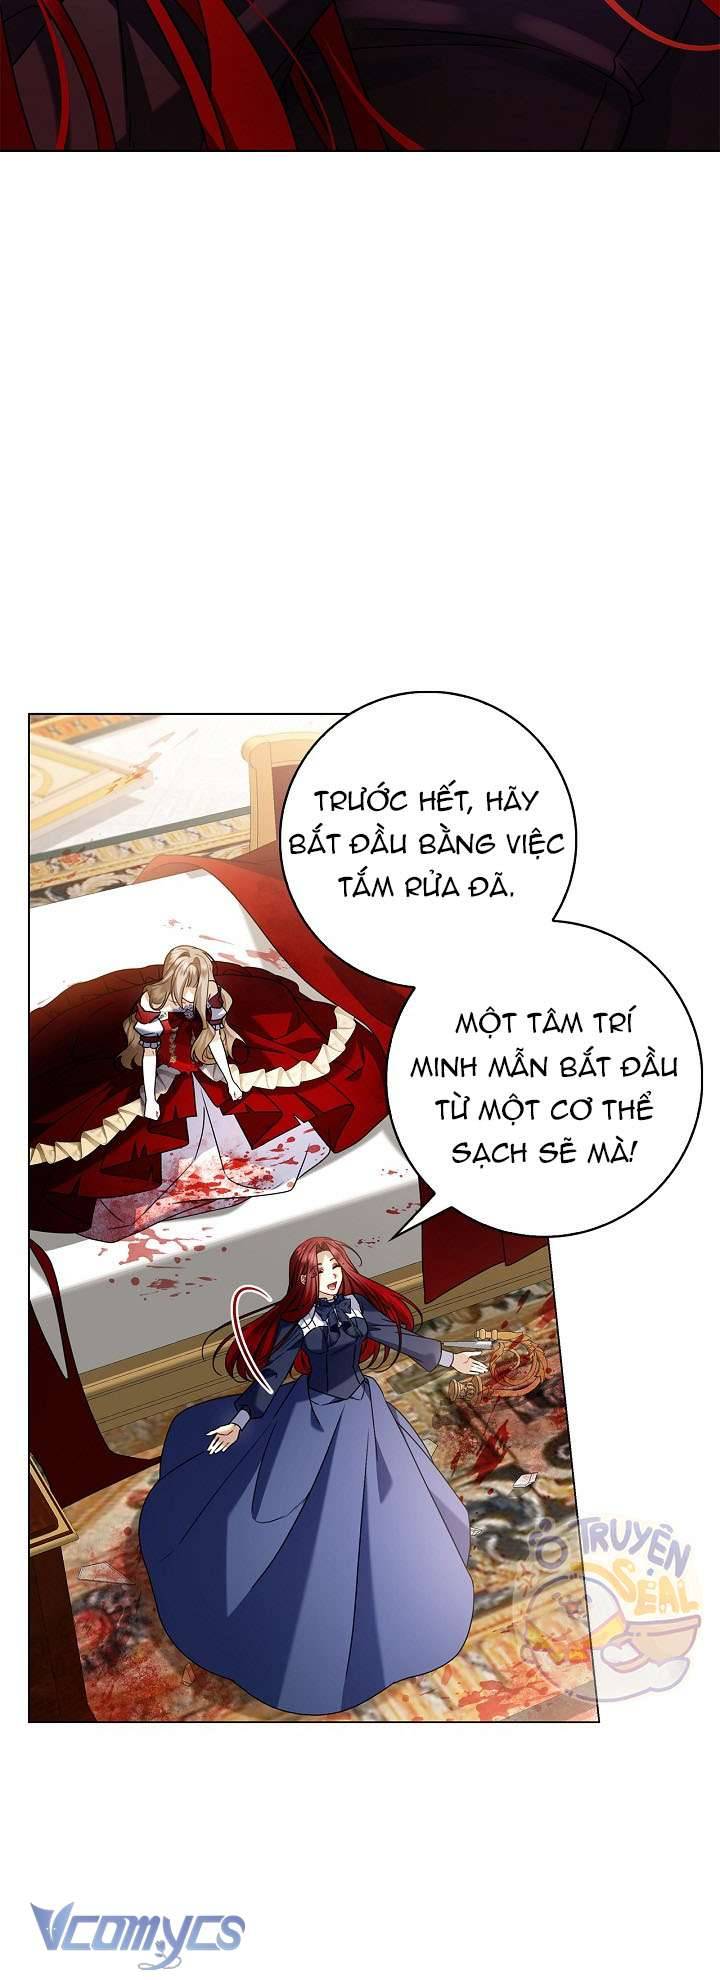 TRƯỚC HẾT, HÃY
BẮT ĐẦU BẰNG VIỆC
TẮM RỬA ĐÃ.
MỘT TÂM TRÍ
MINH MẪN BẮT ĐẦU
TỪ MỘT CƠ THỂ
SẠCH SẼ MÀ!
Ổ TRUYỆN
SEAL
VCOMYCS